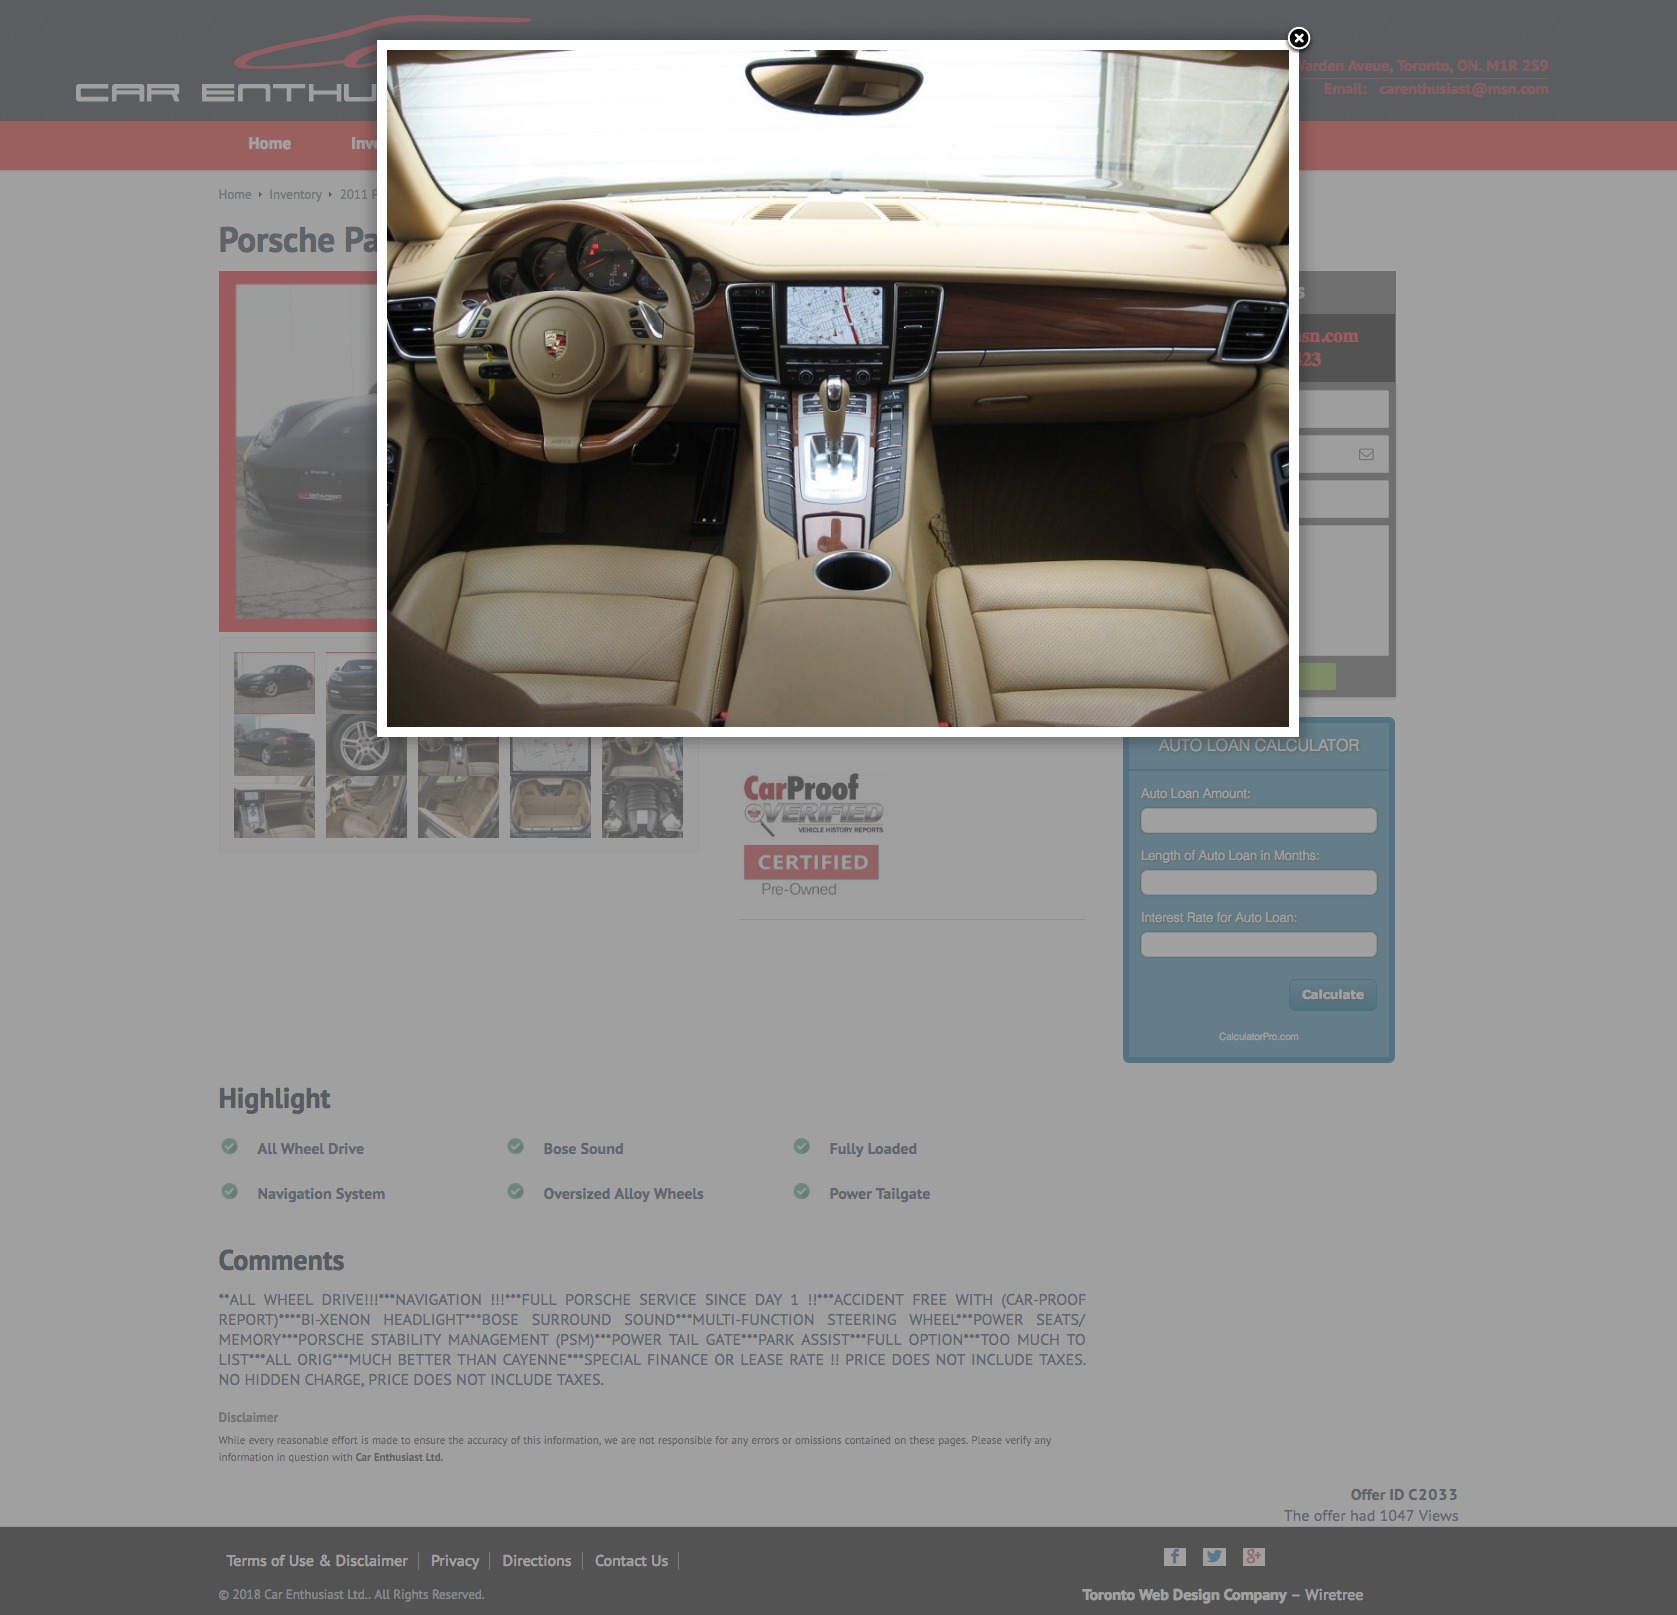 CAR ENTHU
Warden Aveue, Toronto, ON. M1R 2S9
Email: carenthusiast@msn.com
Home
Home Inventory 2011
Porsche
msn.com
23
CarProof
VERIFIED
VEHICLE HISTORY REPORTS
CERTIFIED
Pre-Owned
AUTO LOAN CALCULATOR
Auto Loan Amount:
Length of Auto Loan in Months:
Interest Rate for Auto Loan:
Calculate
CalculatorPro.com
Highlight
All Wheel Drive Bose Sound Fully Loaded
Navigation System Oversized Alloy Wheels Power Tailgate
Comments
**ALL WHEEL DRIVE!!!***NAVIGATION !!!***FULL PORSCHE SERVICE SINCE DAY 1 !!***ACCIDENT FREE WITH (CAR-PROOF
REPORT)****BI-XENON HEADLIGHT***BOSE SURROUND SOUND***MULTI-FUNCTION STEERING WHEEL***POWER SEATS/
MEMORY***PORSCHE STABILITY MANAGEMENT (PSM)***POWER TAIL GATE***PARK ASSIST***FULL OPTION***TOO MUCH TO
LIST***ALL ORIG***MUCH BETTER THAN CAYENNE***SPECIAL FINANCE OR LEASE RATE !! PRICE DOES NOT INCLUDE TAXES.
NO HIDDEN CHARGE, PRICE DOES NOT INCLUDE TAXES.
Disclaimer
While every reasonable effort is made to ensure the accuracy of this information, we are not responsible for any errors or omissions contained on these pages. Please verify any
information in question with Car Enthusiast Ltd.
Offer ID C2033
The offer had 1047 Views
Terms of Use & Disclaimer Privacy Directions Contact Us
© 2018 Car Enthusiast Ltd.. All Rights Reserved.
Toronto Web Design Company – Wiretree